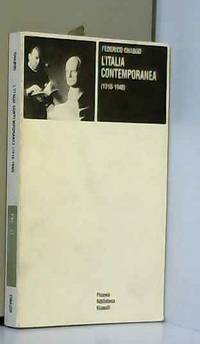 FEDERICO CHABOD
L'ITALIA
CONTEMPORANEA
(1918-1948)
Piccola
Biblioteca
Einaudi